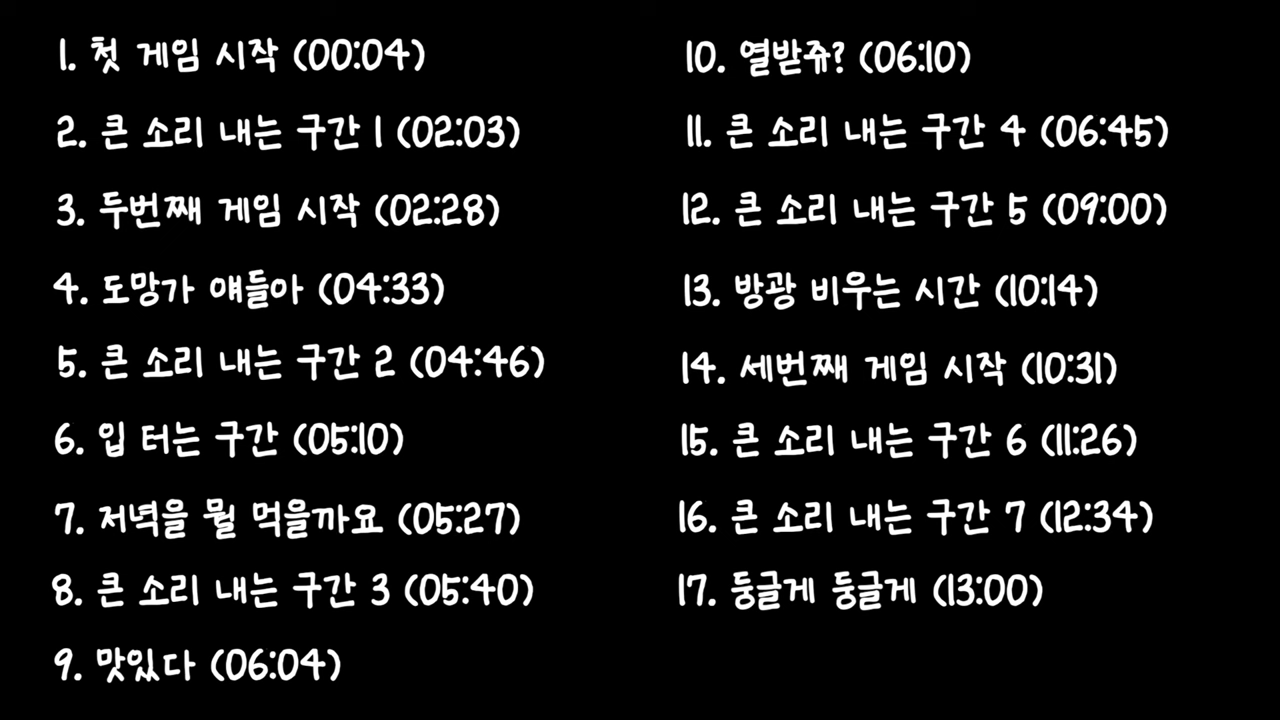 1. 첫 게임 시작 (00:04)
2. 큰 소리 내는 구간 1 (02:03)
3. 두번째 게임 시작 (02:28)
4. 도망가 얘들아 (04:33)
5. 큰 소리 내는 구간 2 (04:46)
6. 입 터는 구간 (05:10)
7. 저녁을 뭘 먹을까요 (05:27)
8. 큰 소리 내는 구간 3 (05:40)
9. 맛있다 (06:04)
10. 열받쥬? (06:10)
11. 큰 소리 내는 구간 4 (06:45)
12. 큰 소리 내는 구간 5 (09:00)
13. 방광 비우는 시간 (10:14)
14. 세번째 게임 시작 (10:31)
15. 큰 소리 내는 구간 6 (11:26)
16. 큰 소리 내는 구간 7 (12:34)
17. 둥글게 둥글게 (13:00)